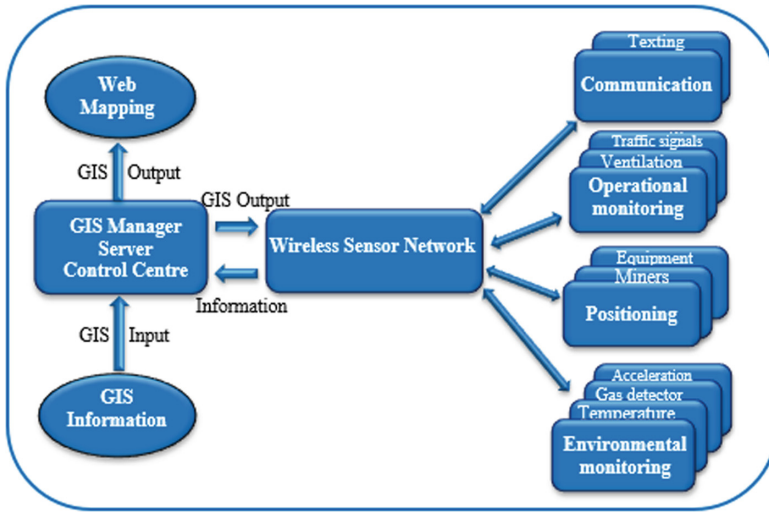 Web
Mapping
GIS Output
GIS Manager
Server
Control Centre
GIS Input
GIS
Information
GIS Output
Information
Wireless Sensor Network
Texting
Communication
Traffic signals
Ventilation
Operational
monitoring
Equipment
Miners
Positioning
Acceleration
Gas detector
Temperature
Environmental
monitoring